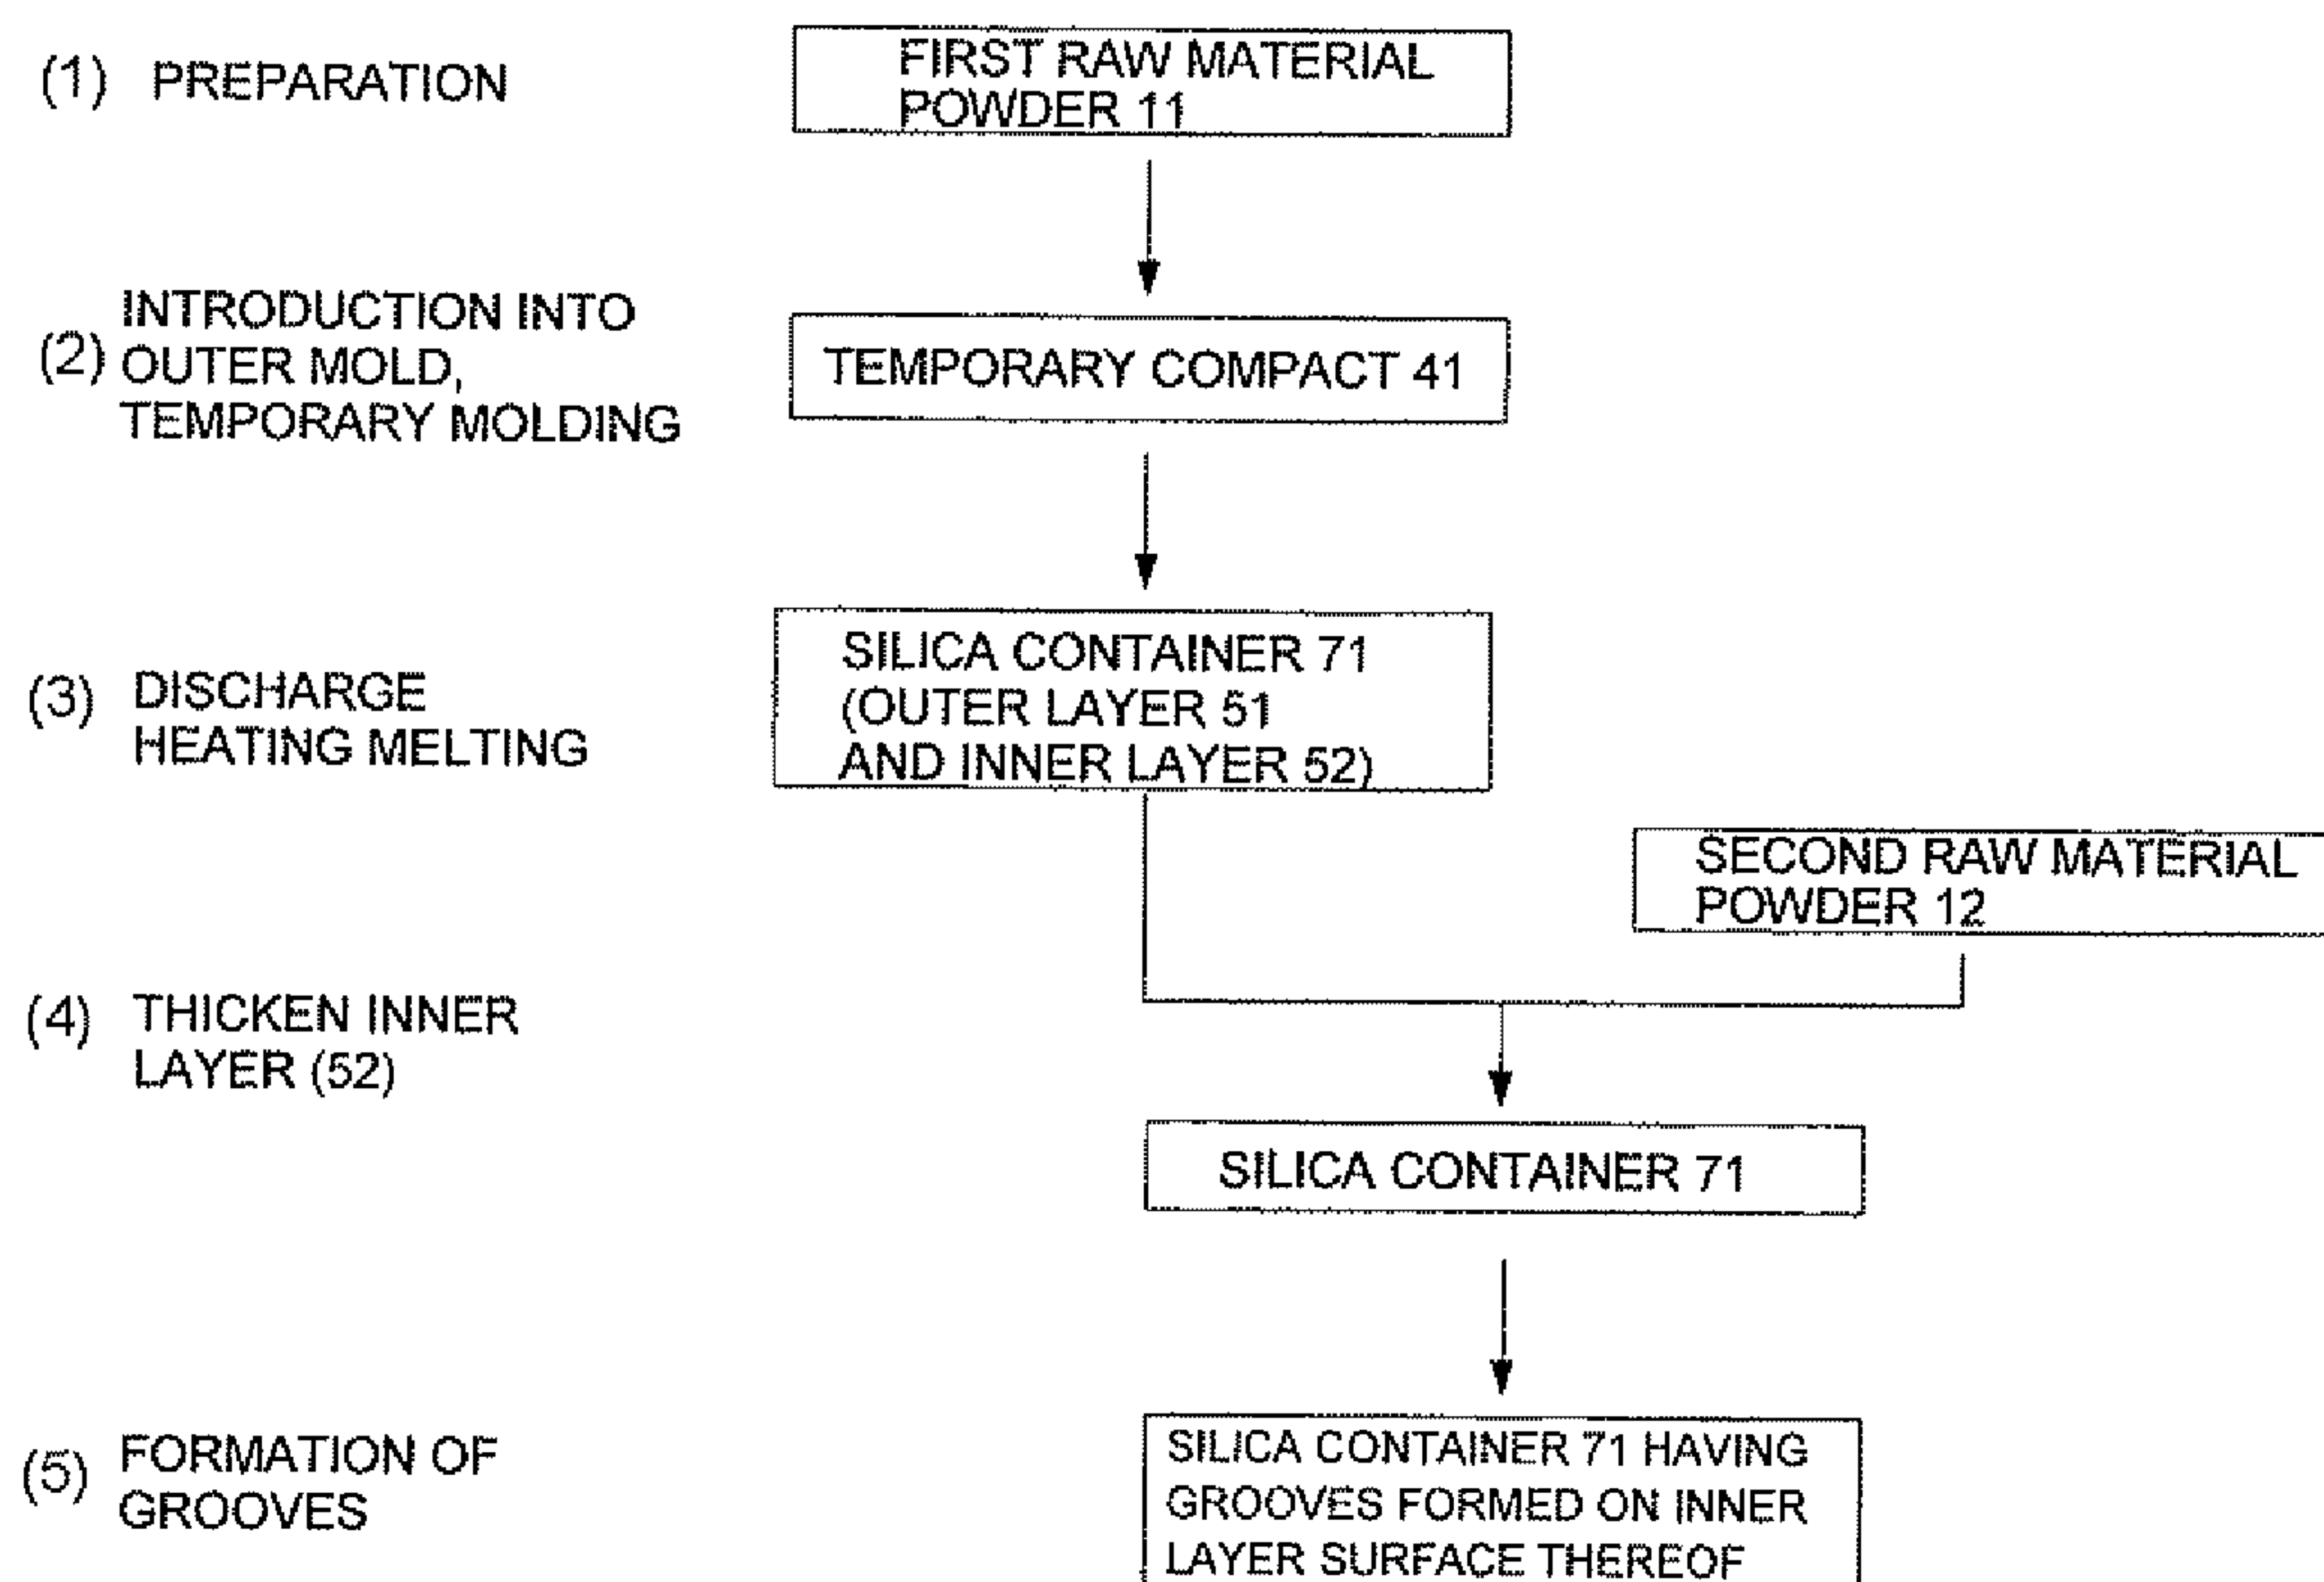 (1) PREPARATION
FIRST RAW MATERIAL
POWDER 11
(2) INTRODUCTION INTO
OUTER MOLD,
TEMPORARY MOLDING
TEMPORARY COMPACT 41
(3) DISCHARGE
HEATING MELTING
SILICA CONTAINER 71
(OUTER LAYER 51
AND INNER LAYER 52)
SECOND RAW MATERIAL
POWDER 12
(4) THICKEN INNER
LAYER (52)
SILICA CONTAINER 71
(5) FORMATION OF
GROOVES
SILICA CONTAINER 71 HAVING
GROOVES FORMED ON INNER
LAYER SURFACE THEREOF